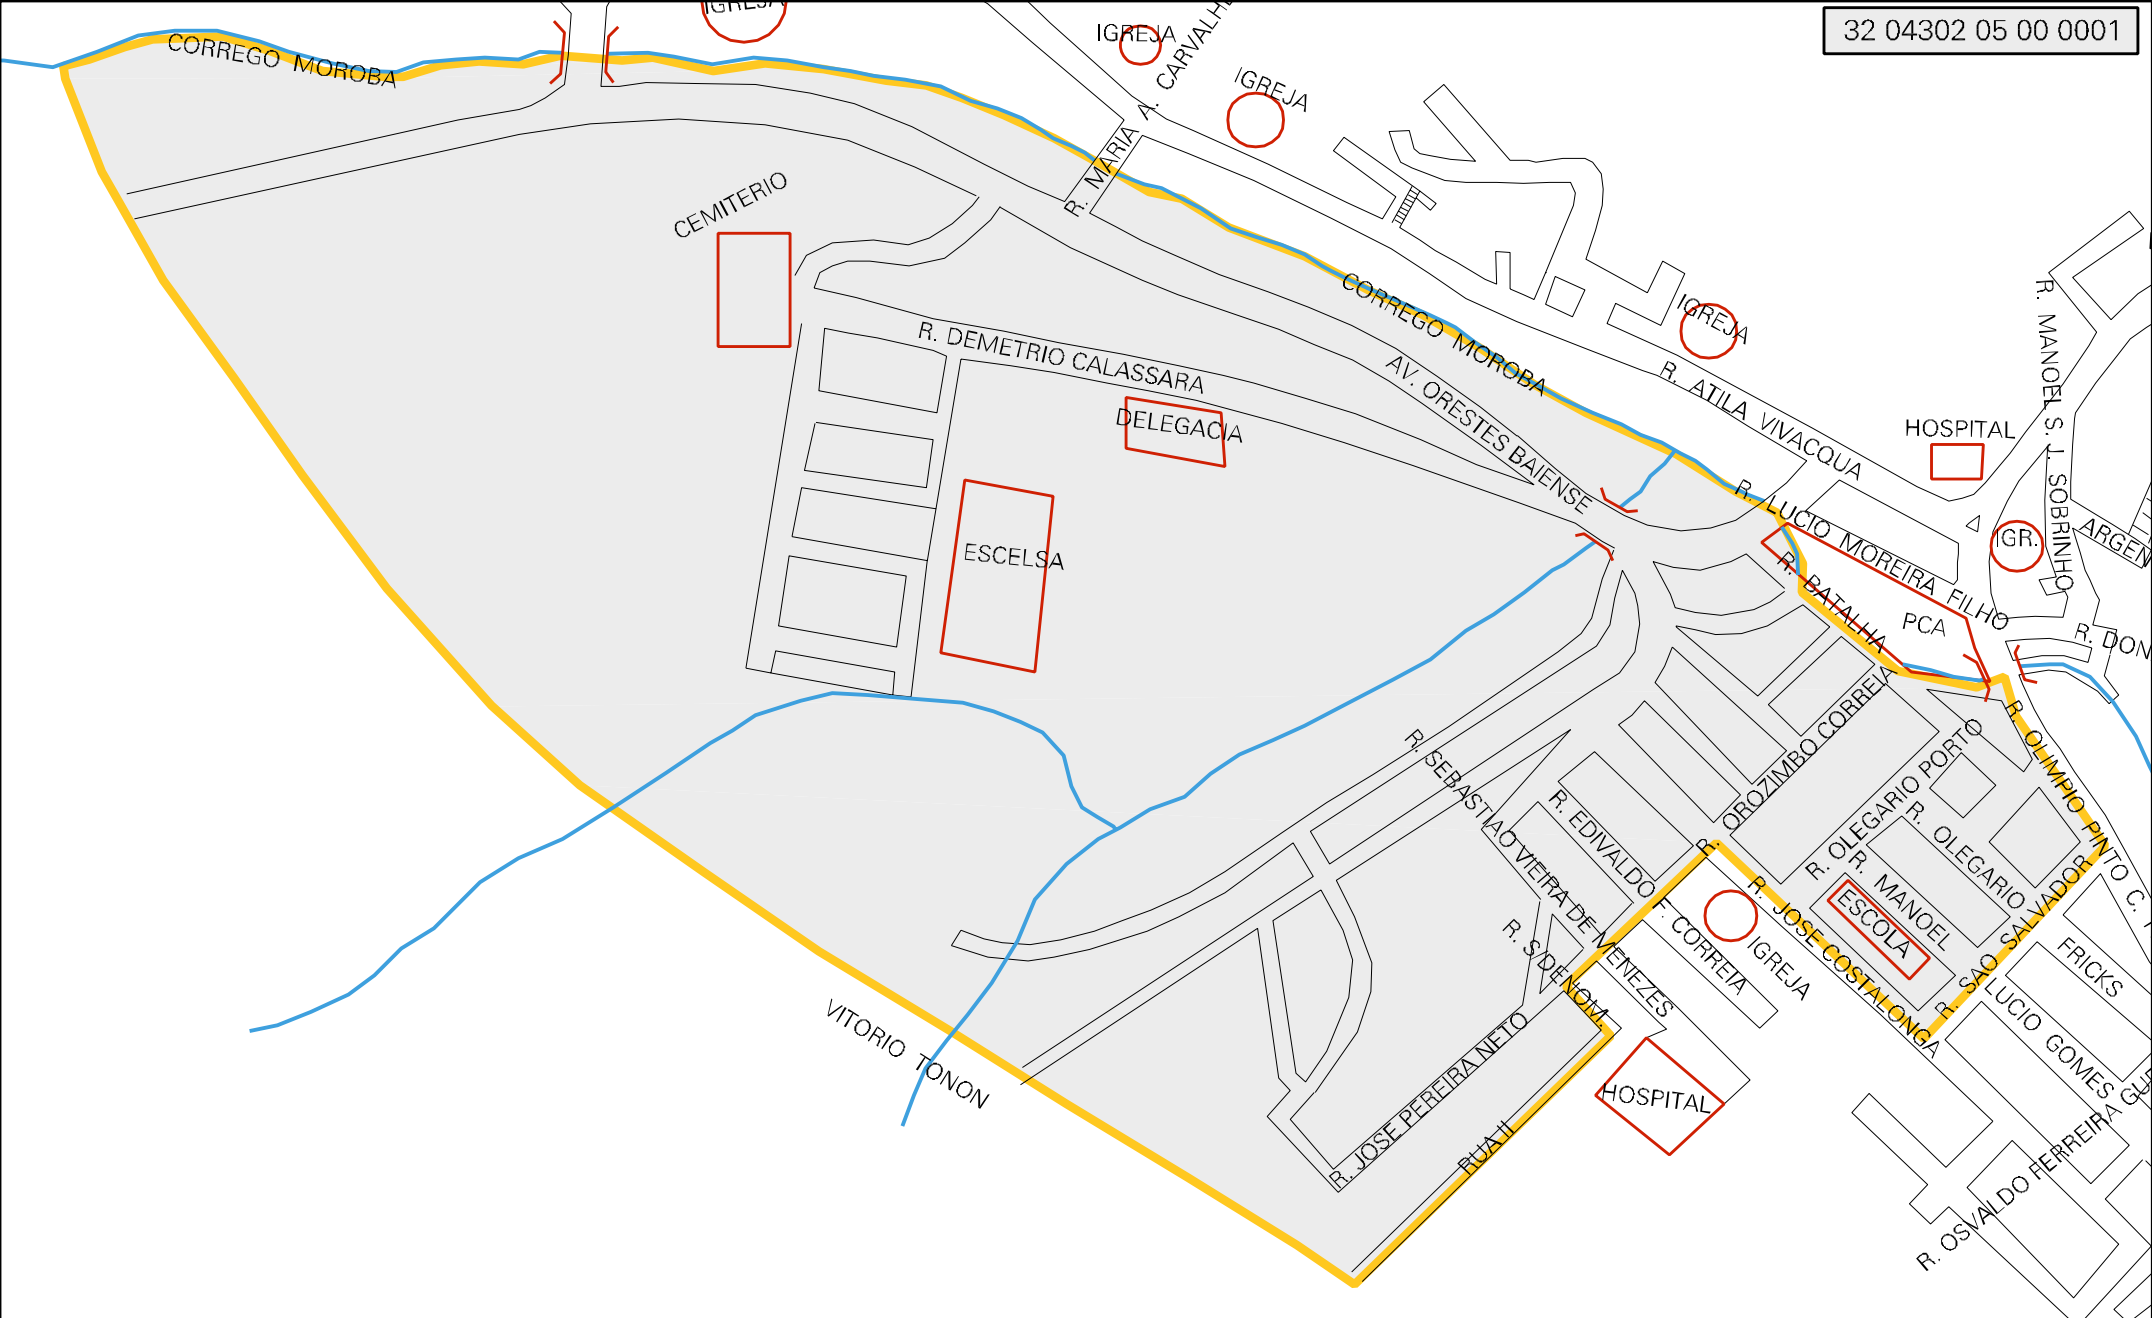 IGREJA
IGREJA
32 04302 05 00 0001
CORREGO MOROBA
IGREJA
R. MARIA A. CARVALHO
CEMITERIO
CORREGO MOROBA
IGREJA
R. MANOEL S. J. SOBRINHO
R. DEMETRIO CALASSARA
AV. ORESTES BAIENSE
R. ATILA VIVACQUA
DELEGACIA
HOSPITAL
R. LUCIO MOREIRA FILHO
IGR.
ARGEN
ESCELSA
R. BATALHA
PCA
R. DON
R. OLIMPIO PINTO C.
R. SEBASTIAO VIEIRA DE MENEZES
R. OROZIMBO CORREIA
R. OLEGARIO PORTO
R. EDIVALDO F. CORREIA
R. OLEGARIO
R. MANOEL
ESCOLA
R. SAO SALVADOR
R. JOSE COSTALONGA
IGREJA
R. S/DENOM.
FRICKS
LUCIO GOMES
VITORIO TONON
R. JOSE PEREIRA NETO
HOSPITAL
RUA II
R. OSVALDO FERREIRA GU